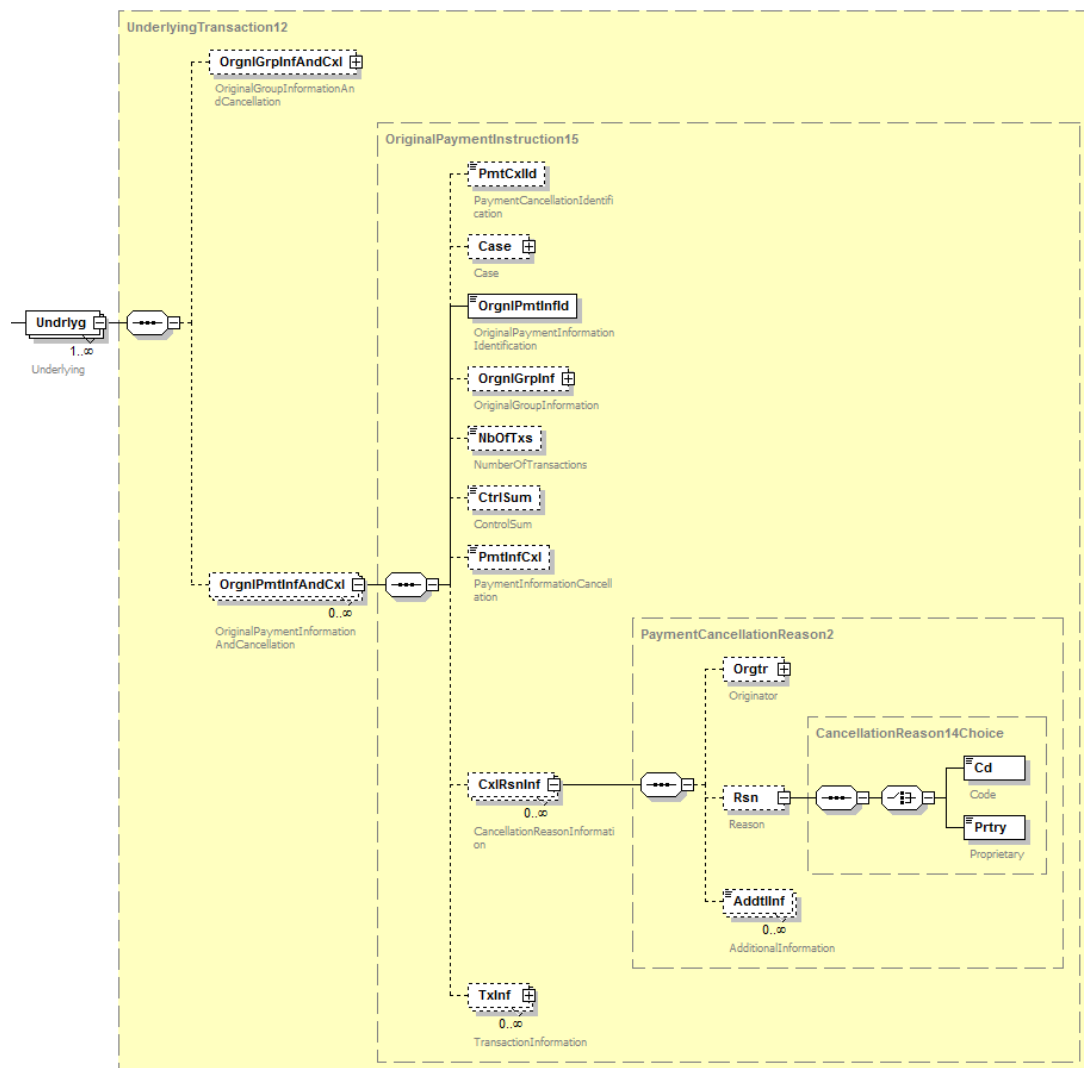 UnderlyingTransaction12
OrgnlGrpInfAndCxl
OriginalGroupInformationAn
dCancellation
OriginalPaymentInstruction15
PmtCxlId
PaymentCancellationIdentifi
cation
Case
Case
OrgnlPmtInfId
OriginalPaymentInformation
Identification
Undrlyg
1..∞
Underlying
OrgnlGrpInf
OriginalGroupInformation
NbOfTxs
NumberOfTransactions
CtrlSum
ControlSum
PmtInfCxl
PaymentInformationCancell
ation
OrgnlPmtInfAndCxl
0..∞
OriginalPaymentInformation
AndCancellation
PaymentCancellationReason2
Orgtr
Originator
CancellationReason14Choice
Cd
Code
CxlRsnInf
0..∞
CancellationReasonInformati
on
Rsn
Reason
Prtry
Proprietary
AddtlInf
0..∞
AdditionalInformation
TxInf
0..∞
TransactionInformation